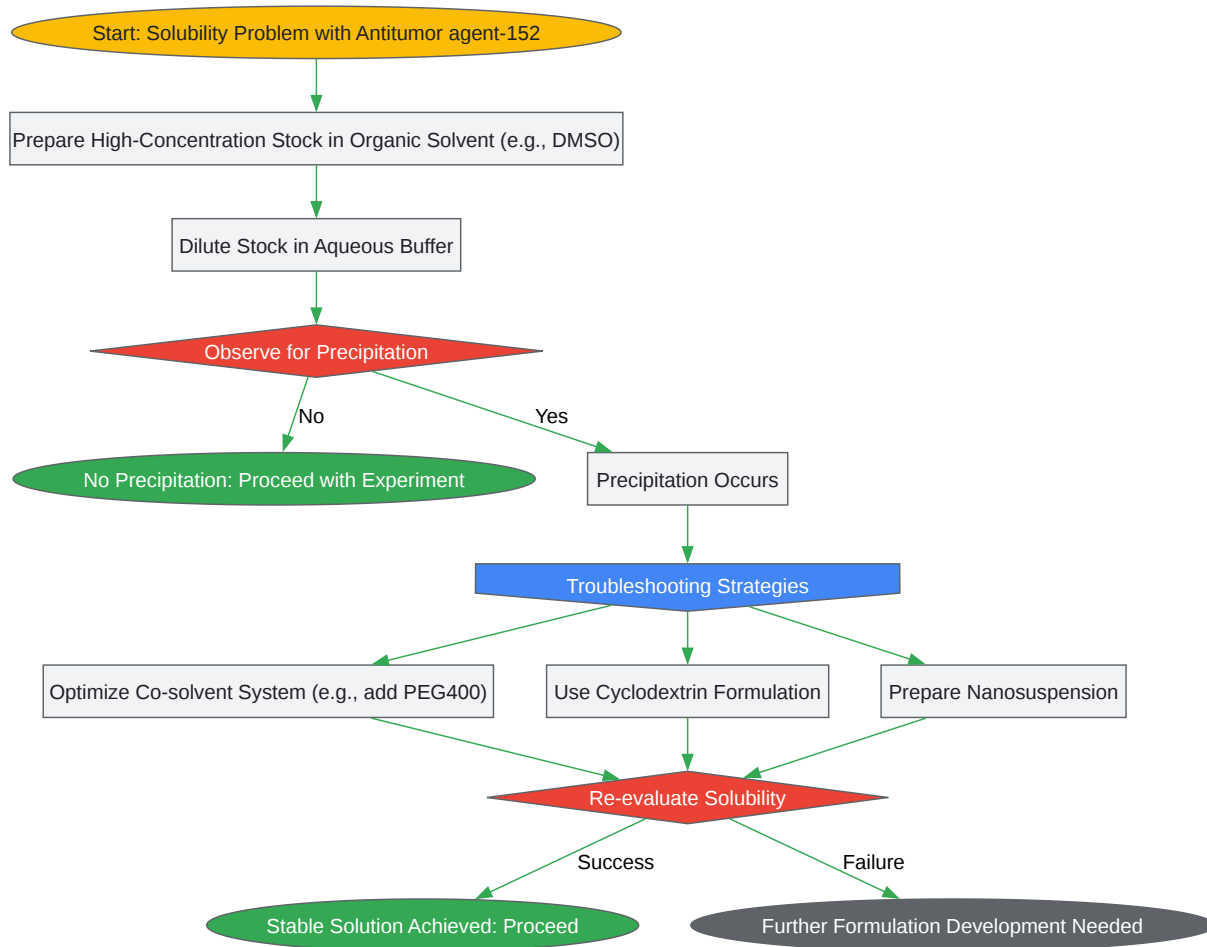 Start: Solubility Problem with Antitumor agent-152
Prepare High-Concentration Stock in Organic Solvent (e.g., DMSO)
Dilute Stock in Aqueous Buffer
Observe for Precipitation
No
Yes
No Precipitation: Proceed with Experiment
Precipitation Occurs
Troubleshooting Strategies
Optimize Co-solvent System (e.g., add PEG400)
Use Cyclodextrin Formulation
Prepare Nanosuspension
Re-evaluate Solubility
Success
Failure
Stable Solution Achieved: Proceed
Further Formulation Development Needed